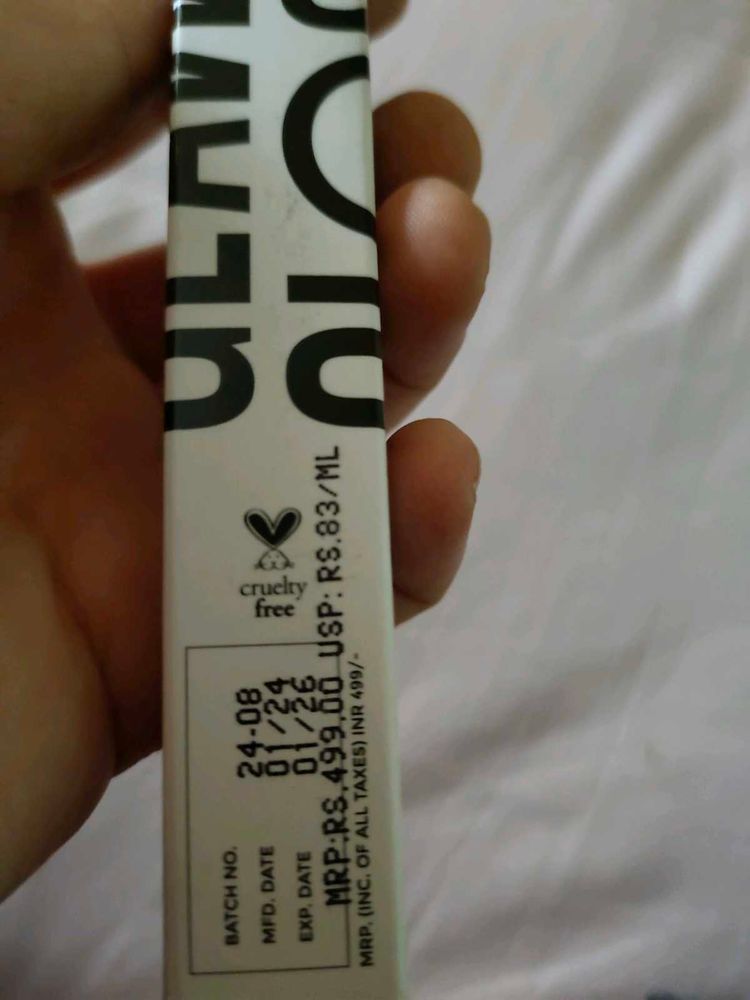 cruelty
free
BATCH NO. 24-08
MFD. DATE 01/24
EXP. DATE 01/26
MRP:RS.499.00 USP: RS.83/ML
MRP. (INC. OF ALL TAXES) INR 499/-